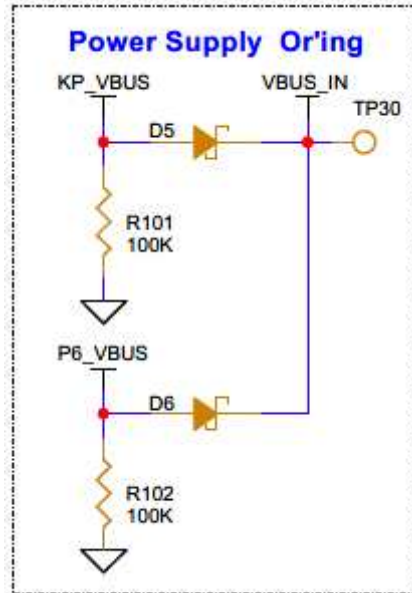 Power Supply Or'ing
KP_VBUS
VBUS_IN
TP30
D5
R101
100K
P6_VBUS
D6
R102
100K